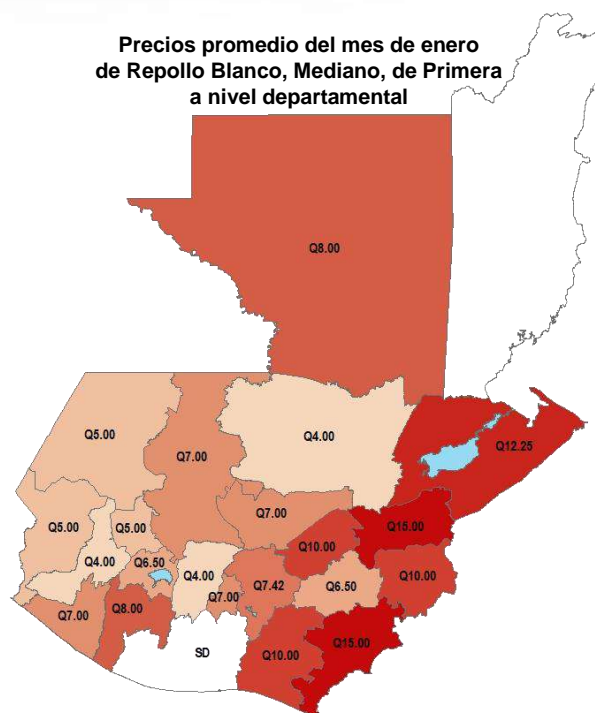 Precios promedio del mes de enero
de Repollo Blanco, Mediano, de Primera
a nivel departamental
Q8.00
Q5.00
Q4.00
Q7.00
Q12.25
Q7.00
Q5.00
Q5.00
Q15.00
Q10.00
Q6.50
Q4.00
Q4.00
Q7.42
Q10.00
Q6.50
Q7.00
Q8.00
Q7.00
Q10.00
Q15.00
SD